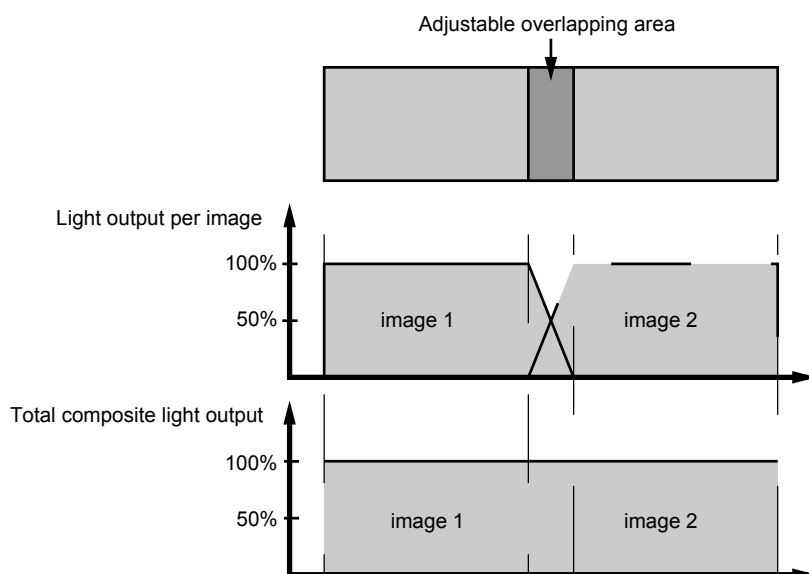 Adjustable overlapping area
Light output per image
100%
50%
image 1
image 2
Total composite light output
100%
50%
image 1
image 2